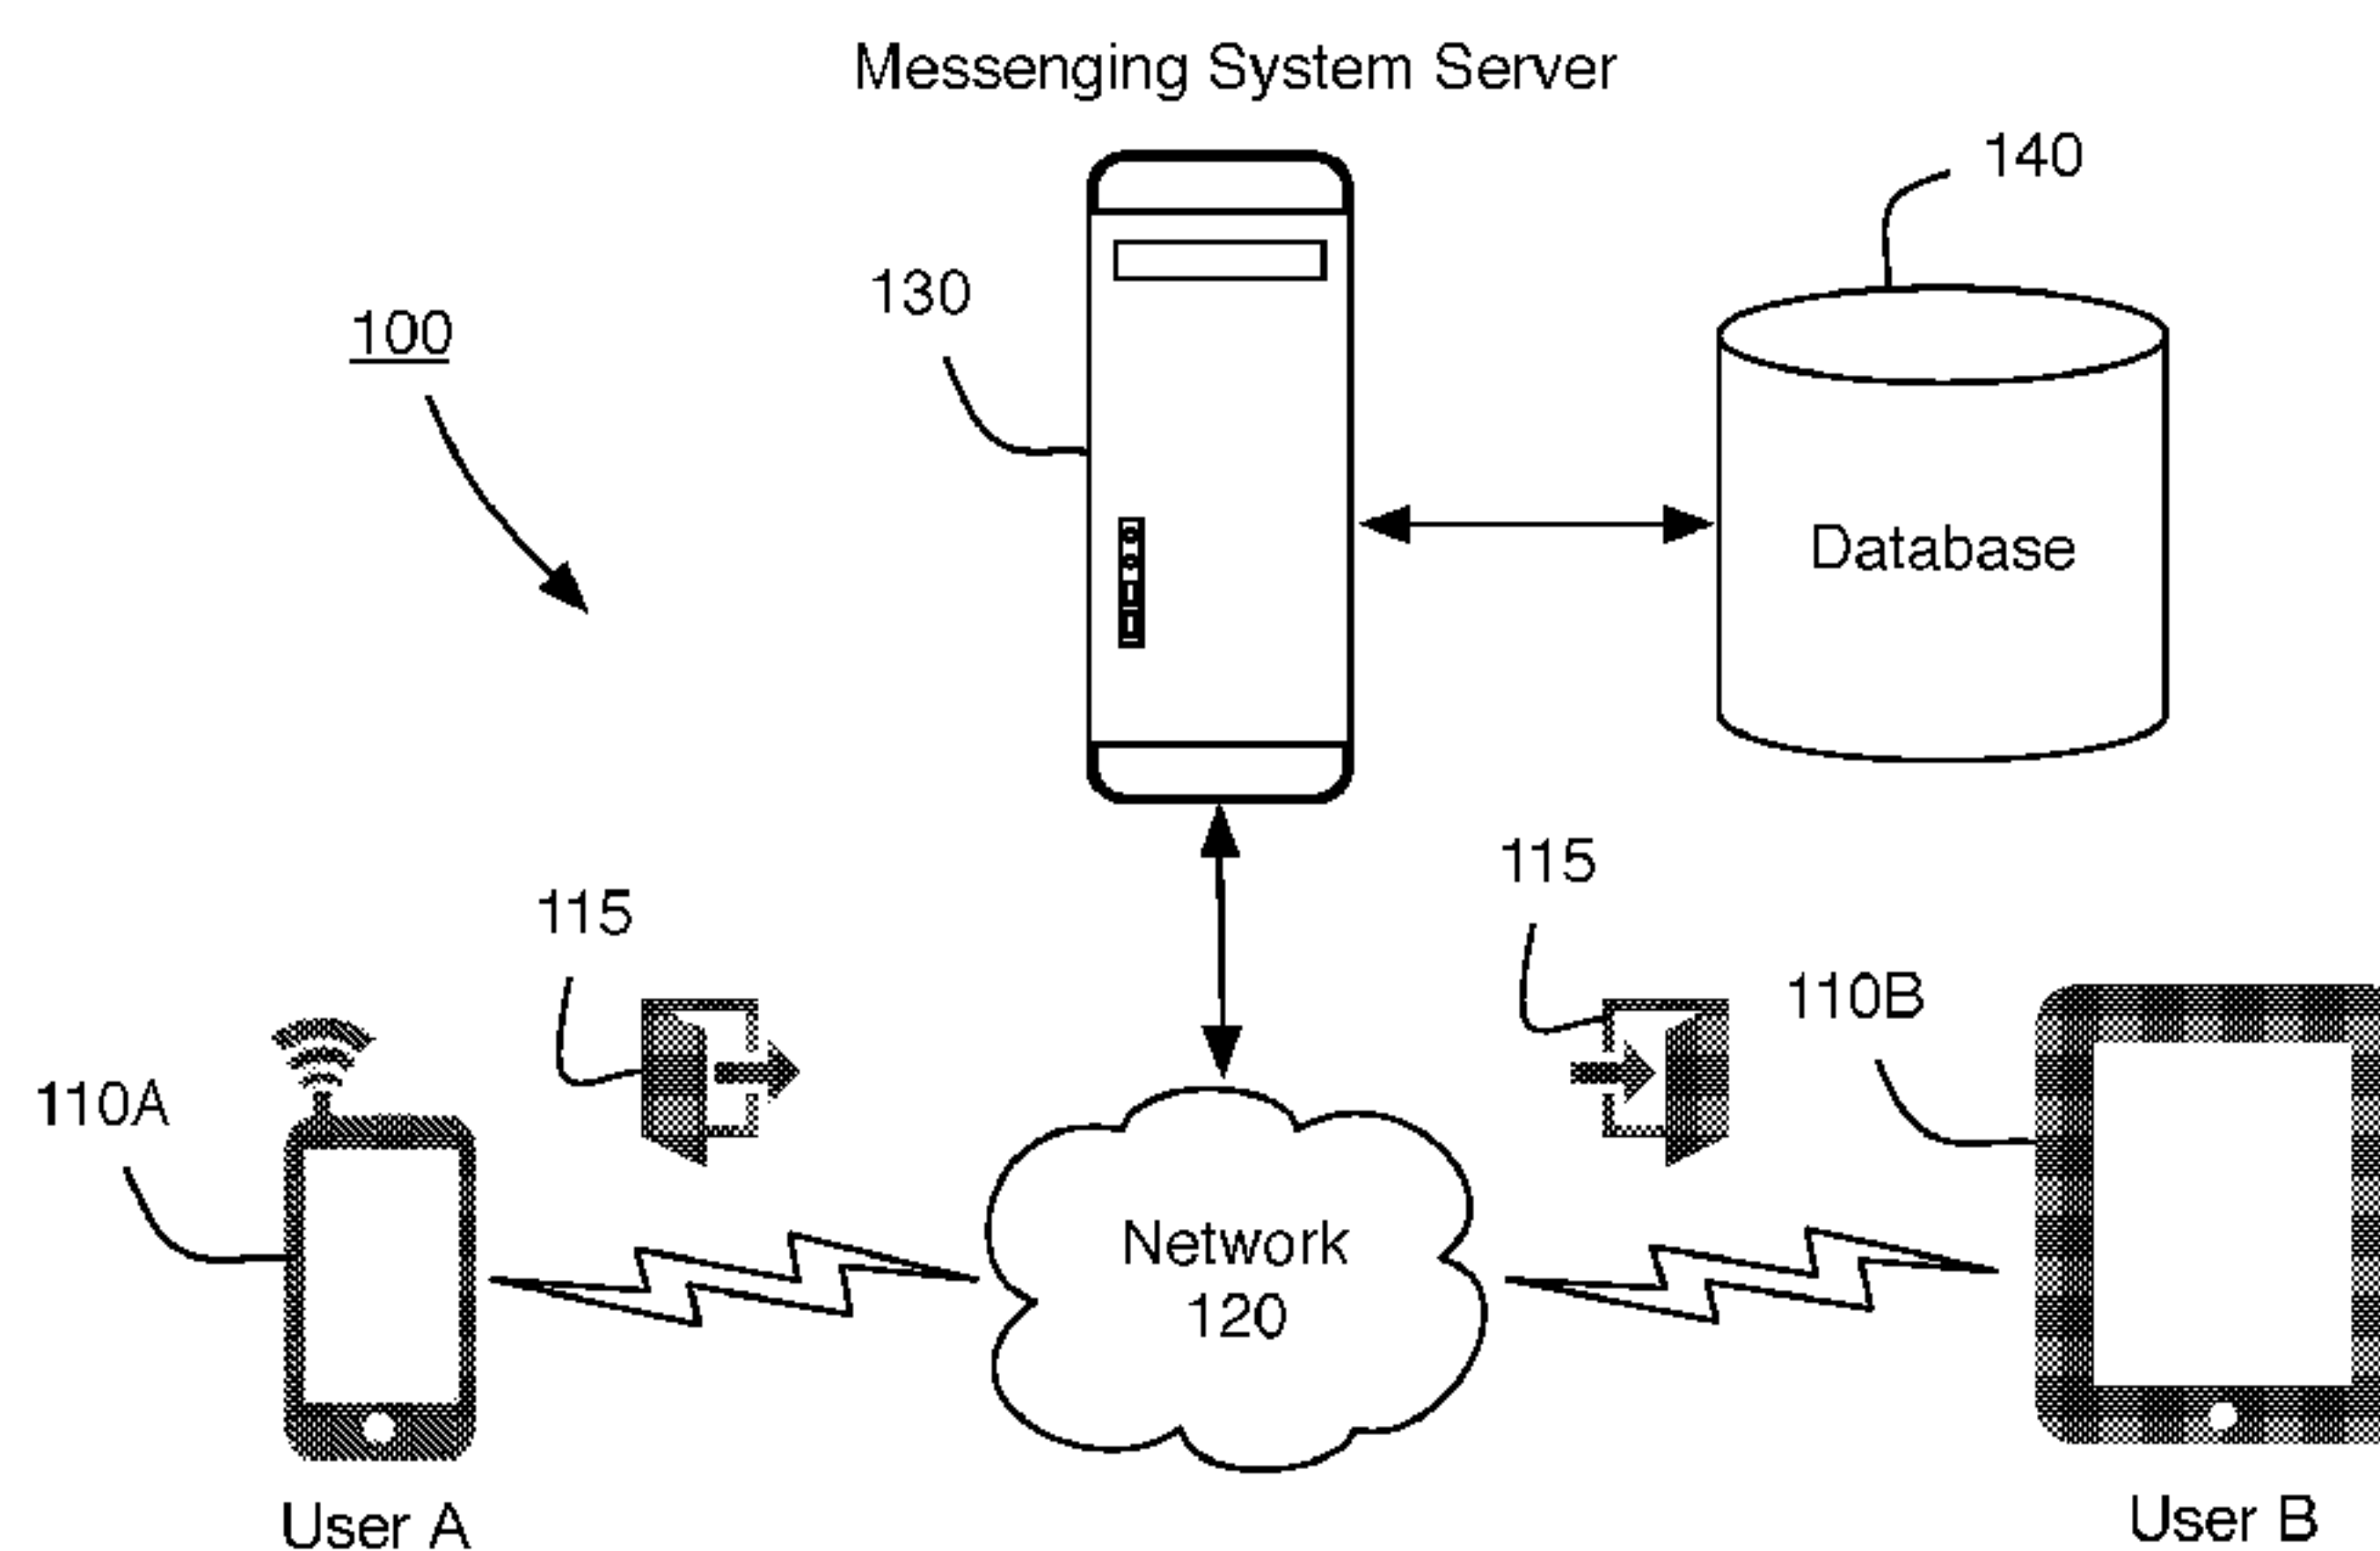 Messenging System Server
140
130
100
Database
115
115
110B
110A
Network
120
User A
User B